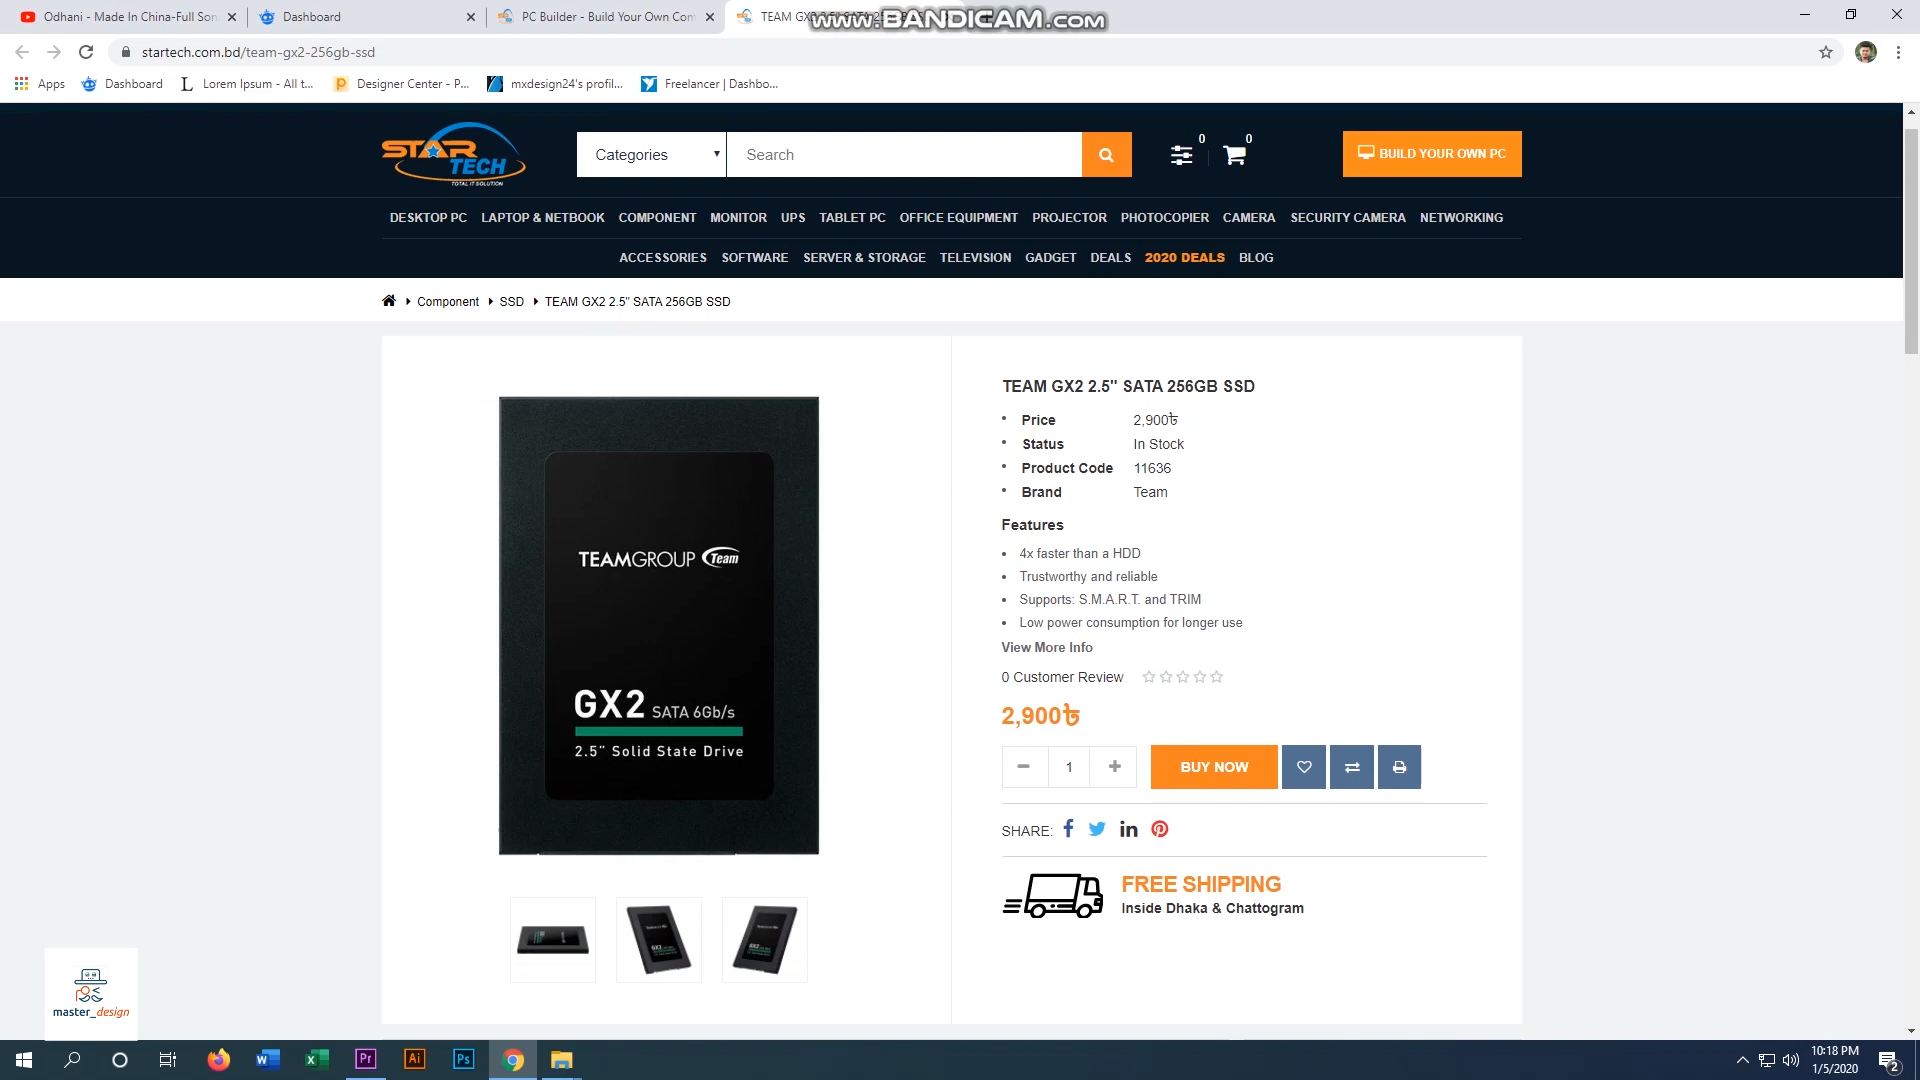 Odhani - Made In China-Full Son
Dashboard
PC Builder - Build Your Own Com
www.BANDICAM.com
startech.com.bd/team-gx2-256gb-ssd
Apps
Dashboard
Lorem Ipsum - All t...
Designer Center - P...
mxdesign24's profil...
Freelancer | Dashbo...
STAR TECH
TOTAL IT SOLUTION
Categories
Search
0
0
BUILD YOUR OWN PC
DESKTOP PC LAPTOP & NETBOOK COMPONENT MONITOR UPS TABLET PC OFFICE EQUIPMENT PROJECTOR PHOTOCOPIER CAMERA SECURITY CAMERA NETWORKING
ACCESSORIES SOFTWARE SERVER & STORAGE TELEVISION GADGET DEALS 2020 DEALS BLOG
Component SSD TEAM GX2 2.5" SATA 256GB SSD
TEAMGROUP Team
GX2 SATA 6Gb/s
2.5" Solid State Drive
TEAM GX2 2.5" SATA 256GB SSD
Price 2,900৳
Status In Stock
Product Code 11636
Brand Team
Features
4x faster than a HDD
Trustworthy and reliable
Supports: S.M.A.R.T. and TRIM
Low power consumption for longer use
View More Info
0 Customer Review
2,900৳
1
BUY NOW
SHARE:
FREE SHIPPING
Inside Dhaka & Chattogram
master_design
10:18 PM
1/5/2020
2